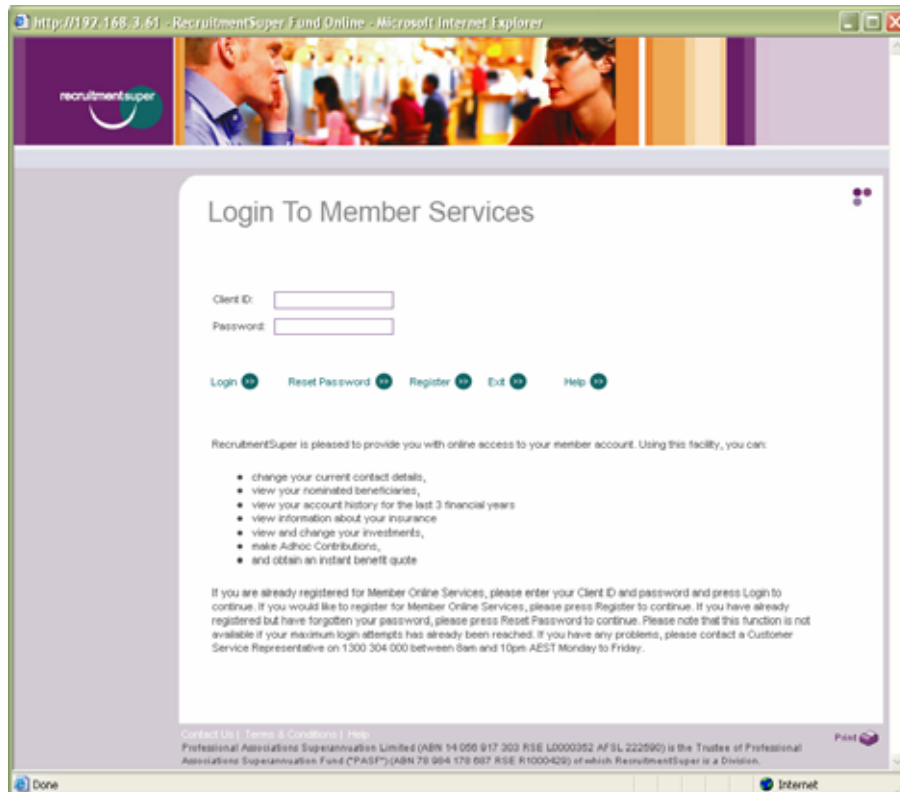 http://192.168.3.61 - RecruitmentSuper Fund Online - Microsoft Internet Explorer
recruitmentsuper
Login To Member Services
Client ID:
Password:
Login Reset Password Register Exit Help
RecruitmentSuper is pleased to provide you with online access to your member account. Using this facility, you can:
change your current contact details,
view your nominated beneficiaries,
view your account history for the last 3 financial years
view information about your insurance
view and change your investments,
make Adhoc Contributions,
and obtain an instant benefit quote
If you are already registered for Member Online Services, please enter your Client ID and password and press Login to
continue. If you would like to register for Member Online Services, please press Register to continue. If you have already
registered but have forgotten your password, please press Reset Password to continue. Please note that this function is not
available if your maximum login attempts has already been reached. If you have any problems, please contact a Customer
Service Representative on 1300 304 000 between 8am and 10pm AEST Monday to Friday.
Contact Us | Terms & Conditions | Help
Print
Professional Associations Superannuation Limited (ABN 14 056 917 303 RSE L0000352 AFSL 222590) is the Trustee of Professional
Associations Superannuation Fund ("PASF") (ABN 78 984 178 687 RSE R1000429) of which RecruitmentSuper is a Division.
Done
Internet